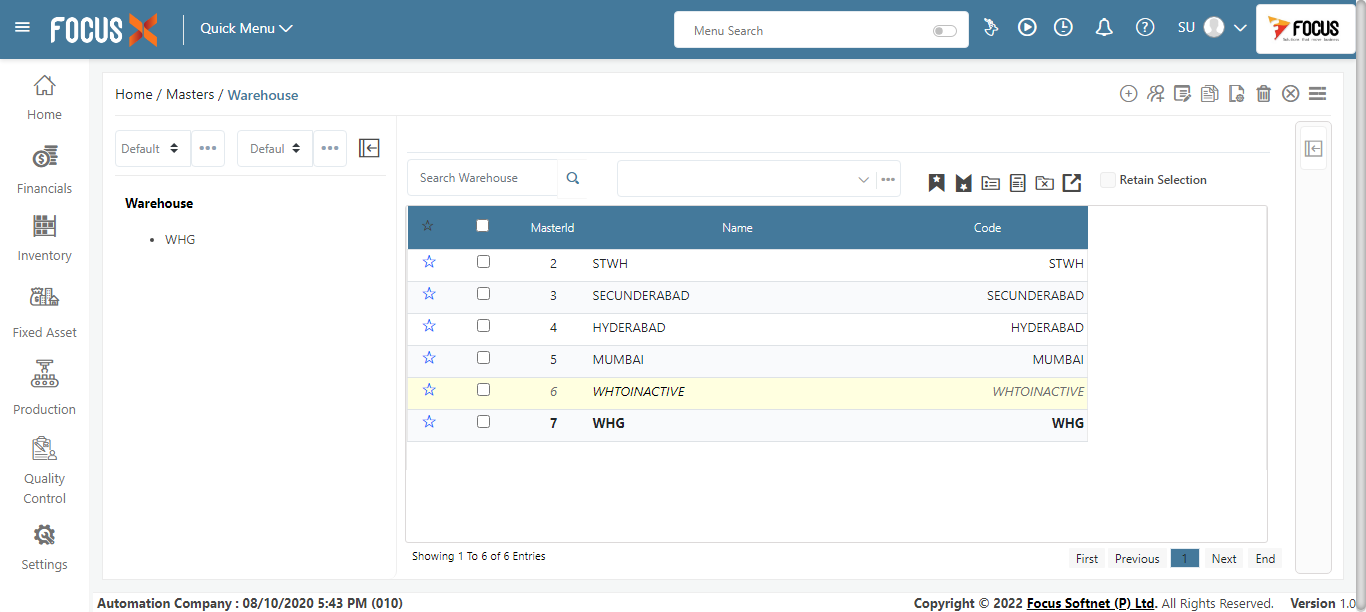 FOCUS X
Quick Menu
Menu Search
SU
FOCUS
Home / Masters / Warehouse
Home
Financials
Inventory
Fixed Asset
Production
Quality
Control
Settings
Default
Defaul
Warehouse
WHG
Search Warehouse
Retain Selection
MasterId Name Code
2 STWH STWH
3 SECUNDERABAD SECUNDERABAD
4 HYDERABAD HYDERABAD
5 MUMBAI MUMBAI
6 WHTOINACTIVE WHTOINACTIVE
7 WHG WHG
Showing 1 To 6 of 6 Entries
First Previous 1 Next End
Automation Company : 08/10/2020 5:43 PM (010)
Copyright © 2022 Focus Softnet (P) Ltd. All Rights Reserved. Version 1.0